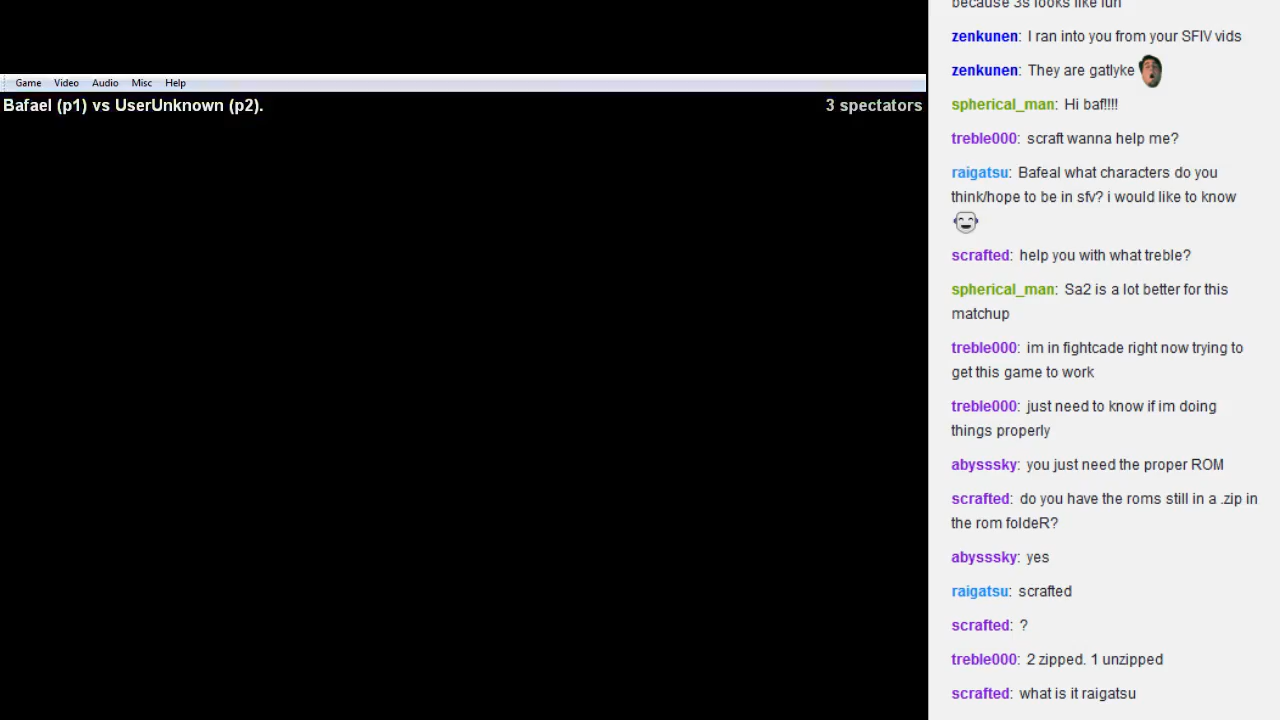 because 3s looks like fun
zenkunen: I ran into you from your SFIV vids
zenkunen: They are gatlyke
Game Video Audio Misc Help
Bafael (p1) vs UserUnknown (p2). 3 spectators
spherical_man: Hi baf!!!!
treble000: scraft wanna help me?
raigatsu: Bafeal what characters do you
think/hope to be in sfv? i would like to know
scrafted: help you with what treble?
spherical_man: Sa2 is a lot better for this
matchup
treble000: im in fightcade right now trying to
get this game to work
treble000: just need to know if im doing
things properly
abysssky: you just need the proper ROM
scrafted: do you have the roms still in a .zip in
the rom foldeR?
abysssky: yes
raigatsu: scrafted
scrafted: ?
treble000: 2 zipped. 1 unzipped
scrafted: what is it raigatsu